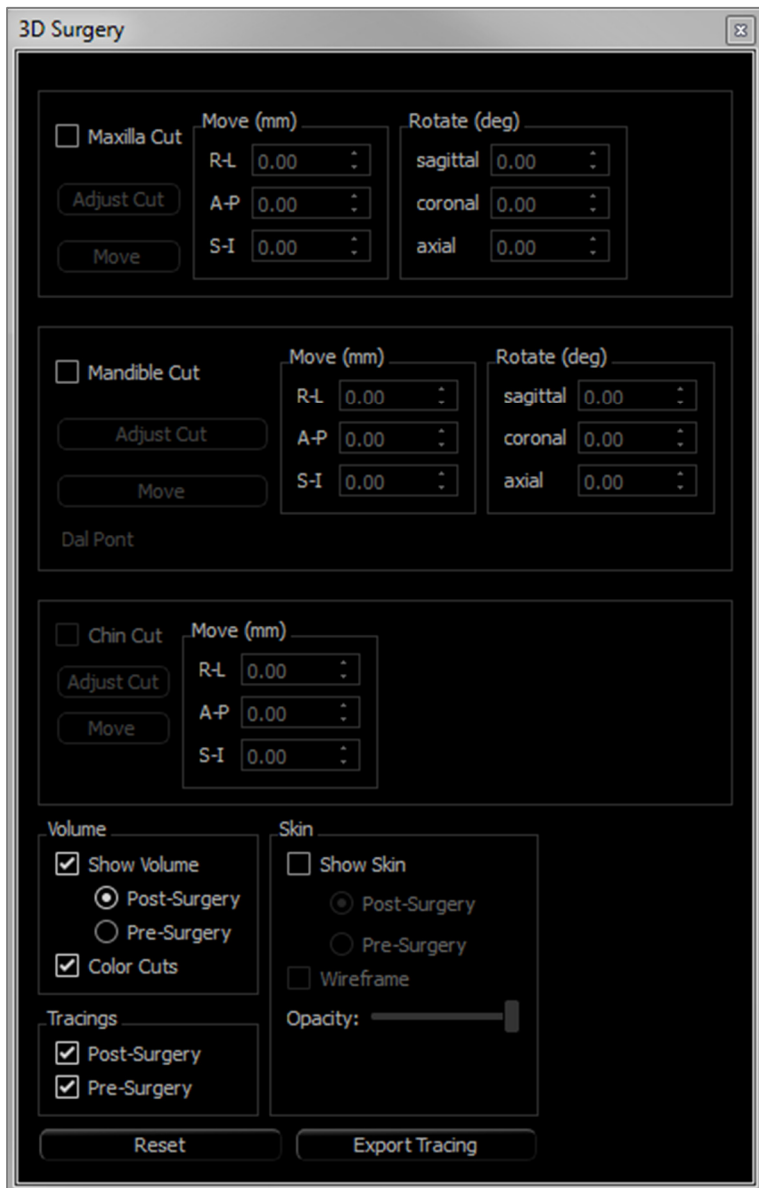 3D Surgery
Maxilla Cut
Adjust Cut
Move
Move (mm)
R-L 0.00
A-P 0.00
S-I 0.00
Rotate (deg)
sagittal 0.00
coronal 0.00
axial 0.00
Mandible Cut
Adjust Cut
Move
Dal Pont
Move (mm)
R-L 0.00
A-P 0.00
S-I 0.00
Rotate (deg)
sagittal 0.00
coronal 0.00
axial 0.00
Chin Cut
Adjust Cut
Move
Move (mm)
R-L 0.00
A-P 0.00
S-I 0.00
Volume
Show Volume
Post-Surgery
Pre-Surgery
Color Cuts
Skin
Show Skin
Post-Surgery
Pre-Surgery
Wireframe
Opacity:
Tracings
Post-Surgery
Pre-Surgery
Reset
Export Tracing